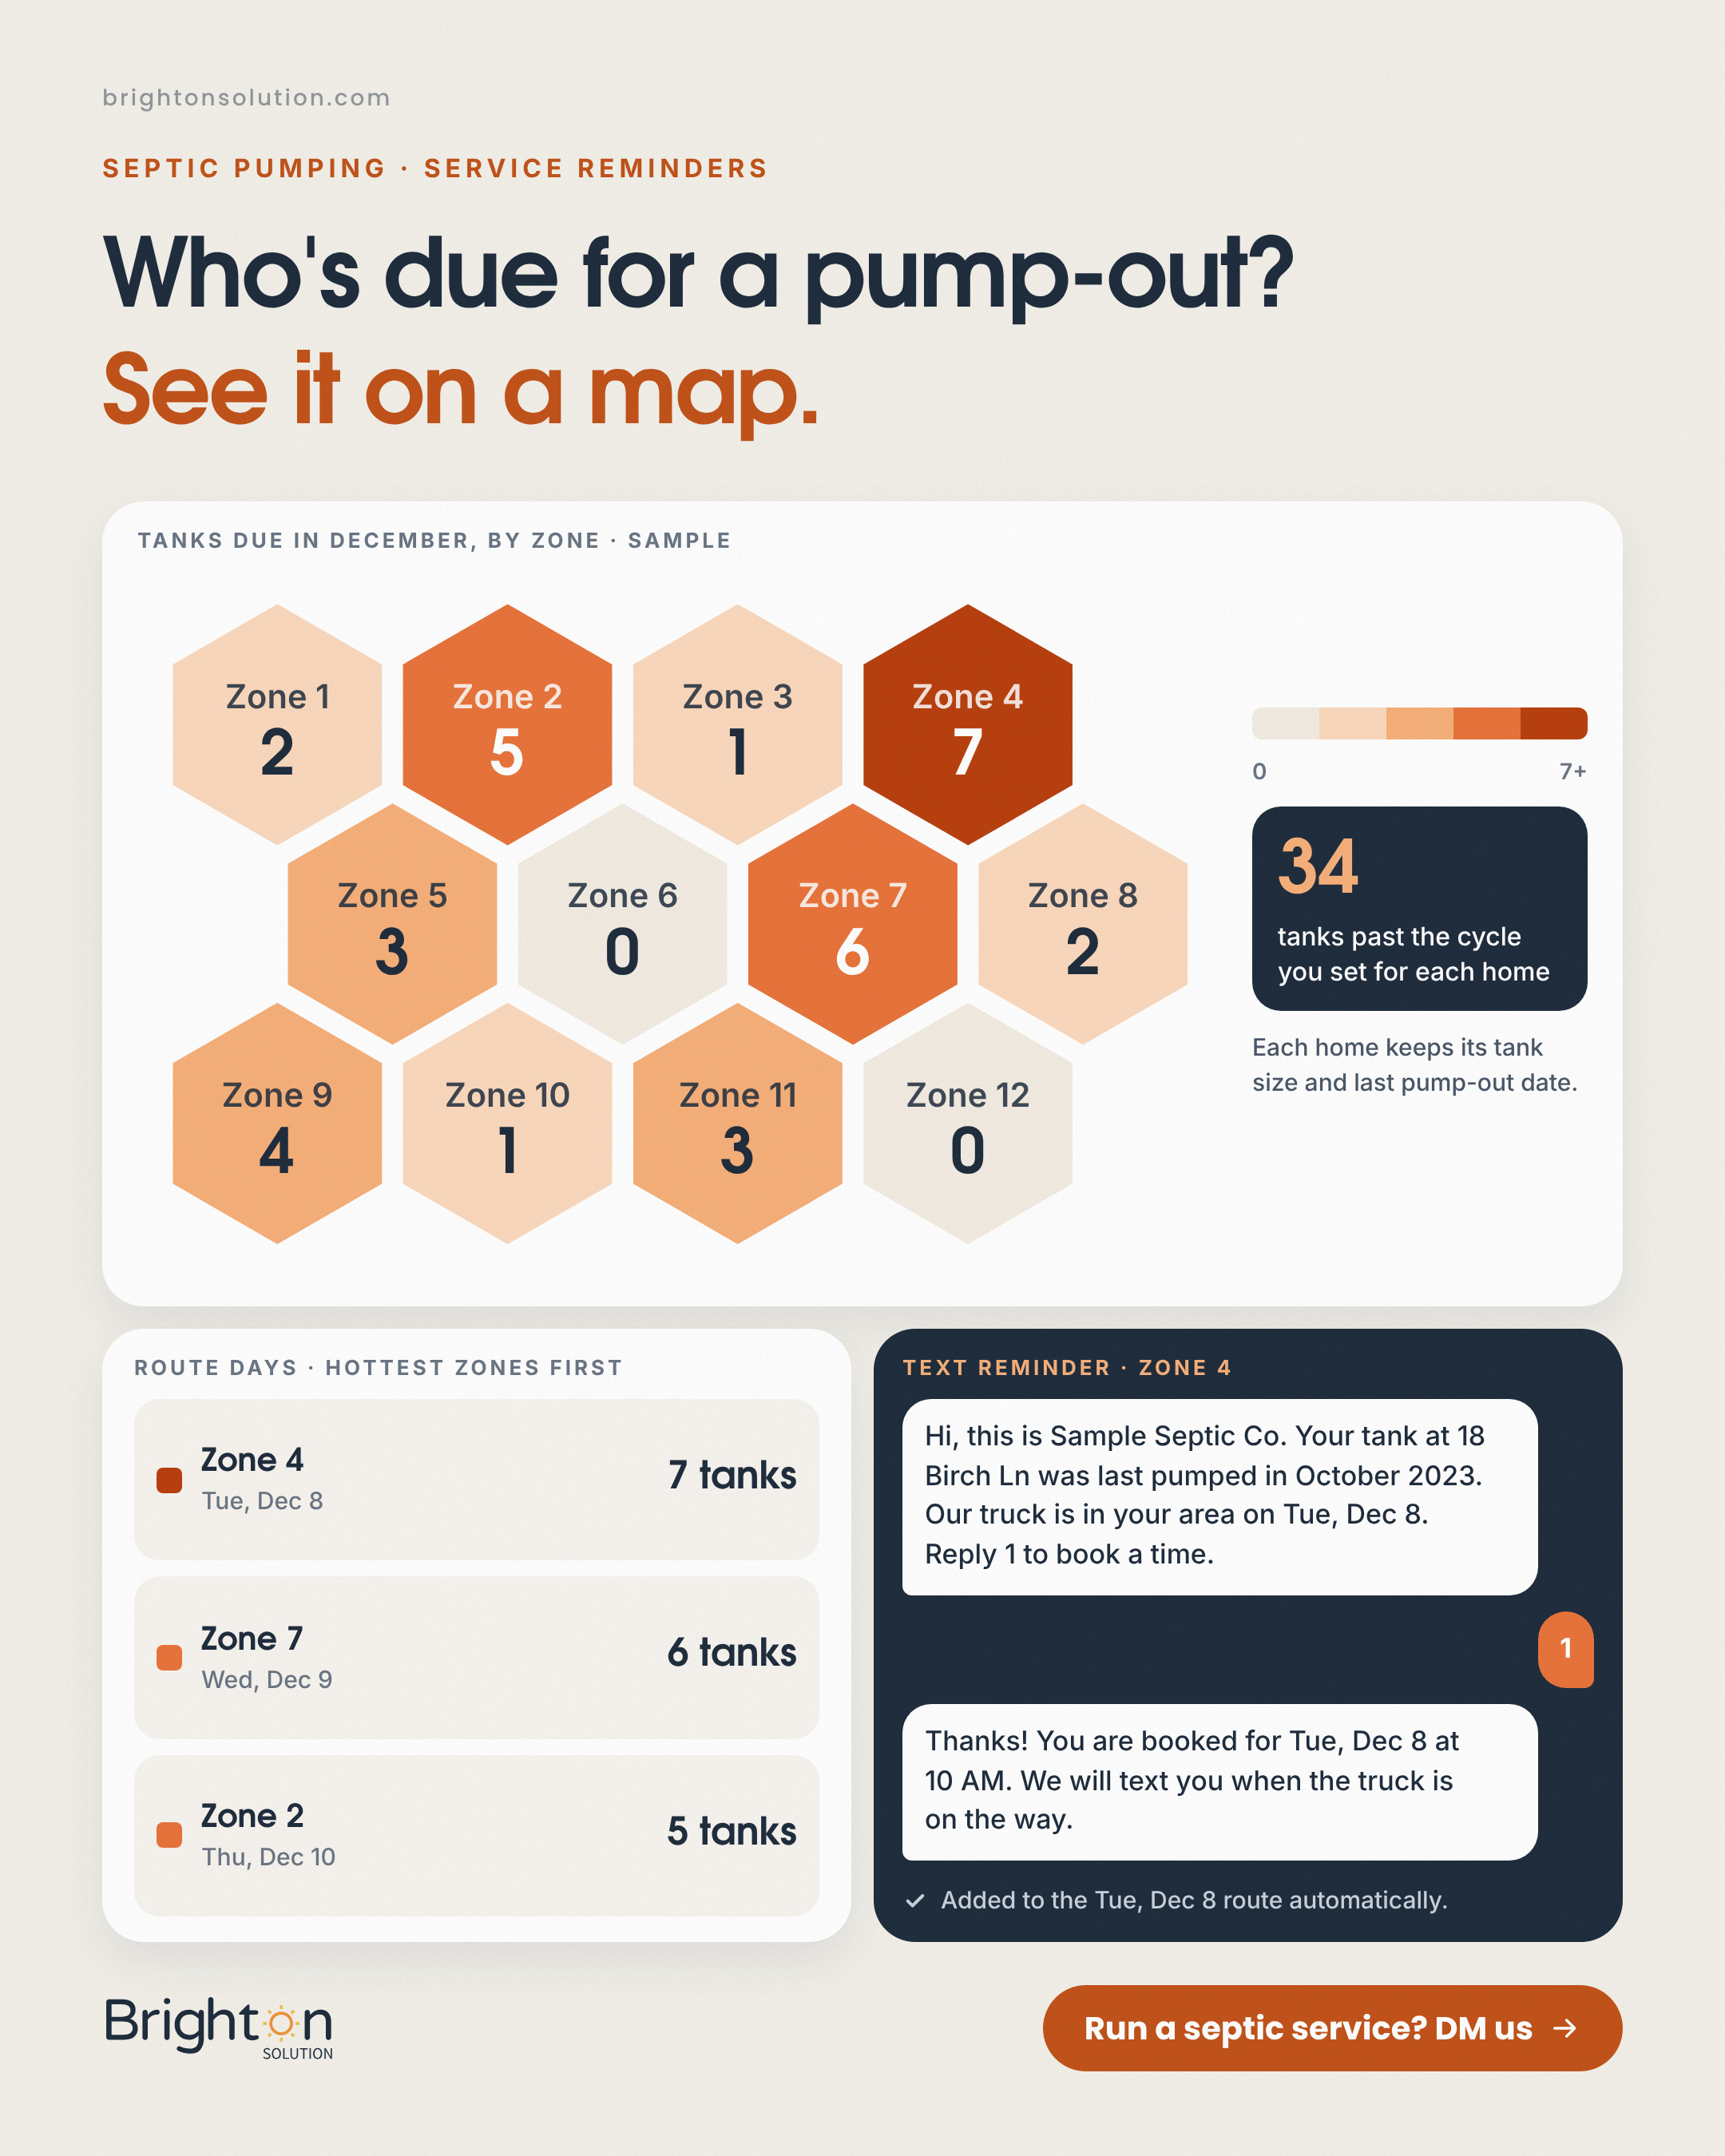 brightonsolution.com
SEPTIC PUMPING · SERVICE REMINDERS
Who's due for a pump-out?
See it on a map.
TANKS DUE IN DECEMBER, BY ZONE · SAMPLE
Zone 1
2
Zone 2
5
Zone 3
1
Zone 4
7
Zone 5
3
Zone 6
0
Zone 7
6
Zone 8
2
Zone 9
4
Zone 10
1
Zone 11
3
Zone 12
0
0 7+
34
tanks past the cycle
you set for each home
Each home keeps its tank
size and last pump-out date.
ROUTE DAYS · HOTTEST ZONES FIRST
Zone 4
Tue, Dec 8
7 tanks
Zone 7
Wed, Dec 9
6 tanks
Zone 2
Thu, Dec 10
5 tanks
TEXT REMINDER · ZONE 4
Hi, this is Sample Septic Co. Your tank at 18
Birch Ln was last pumped in October 2023.
Our truck is in your area on Tue, Dec 8.
Reply 1 to book a time.
1
Thanks! You are booked for Tue, Dec 8 at
10 AM. We will text you when the truck is
on the way.
Added to the Tue, Dec 8 route automatically.
Brighton
SOLUTION
Run a septic service? DM us →